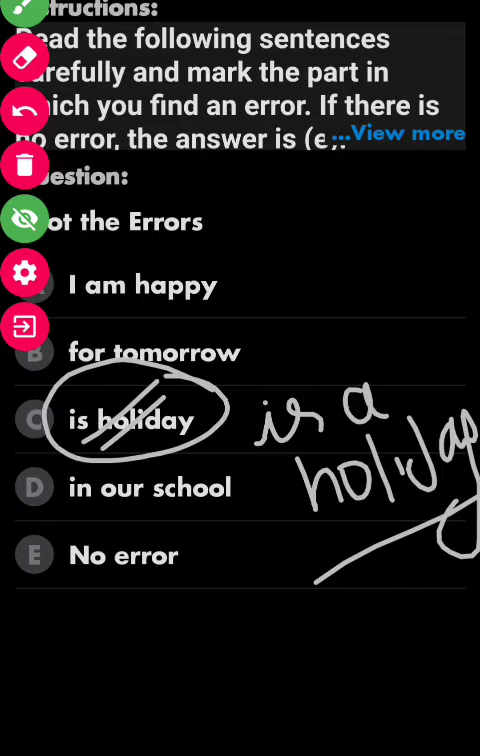 structions:
Read the following sentences
carefully and mark the part in
which you find an error. If there is
no error, the answer is (e). ...View more
Question:
Spot the Errors
I am happy
B for tomorrow
C is holiday
D in our school
E No error
is a
holiday